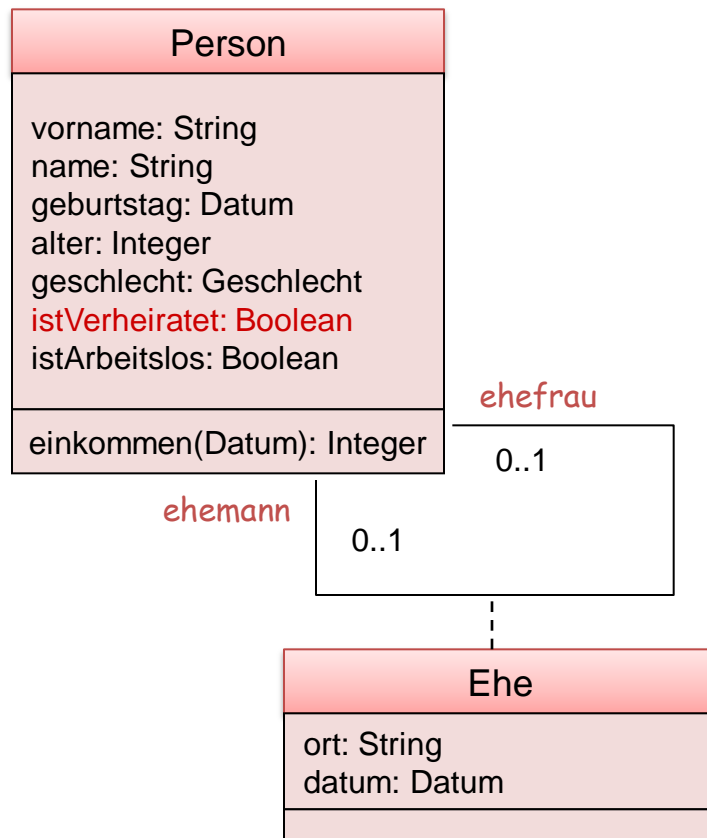 Person
vorname: String
name: String
geburtstag: Datum
alter: Integer
geschlecht: Geschlecht
istVerheiratet: Boolean
istArbeitslos: Boolean
einkommen(Datum): Integer
ehefrau
0..1
ehemann
0..1
Ehe
ort: String
datum: Datum